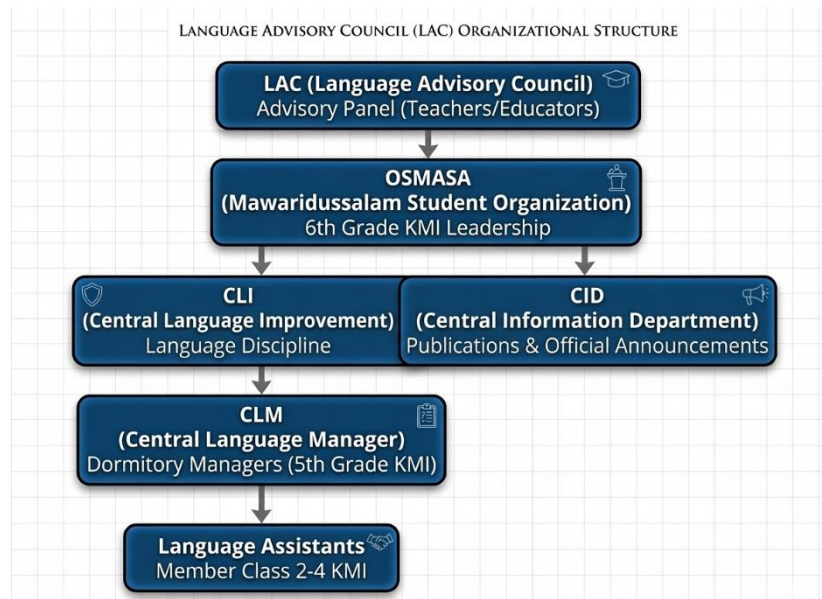 LANGUAGE ADVISORY COUNCIL (LAC) ORGANIZATIONAL STRUCTURE
LAC (Language Advisory Council)
Advisory Panel (Teachers/Educators)
OSMASA
(Mawaridussalam Student Organization)
6th Grade KMI Leadership
CLI
(Central Language Improvement)
Language Discipline
CID
(Central Information Department)
Publications & Official Announcements
CLM
(Central Language Manager)
Dormitory Managers (5th Grade KMI)
Language Assistants
Member Class 2-4 KMI